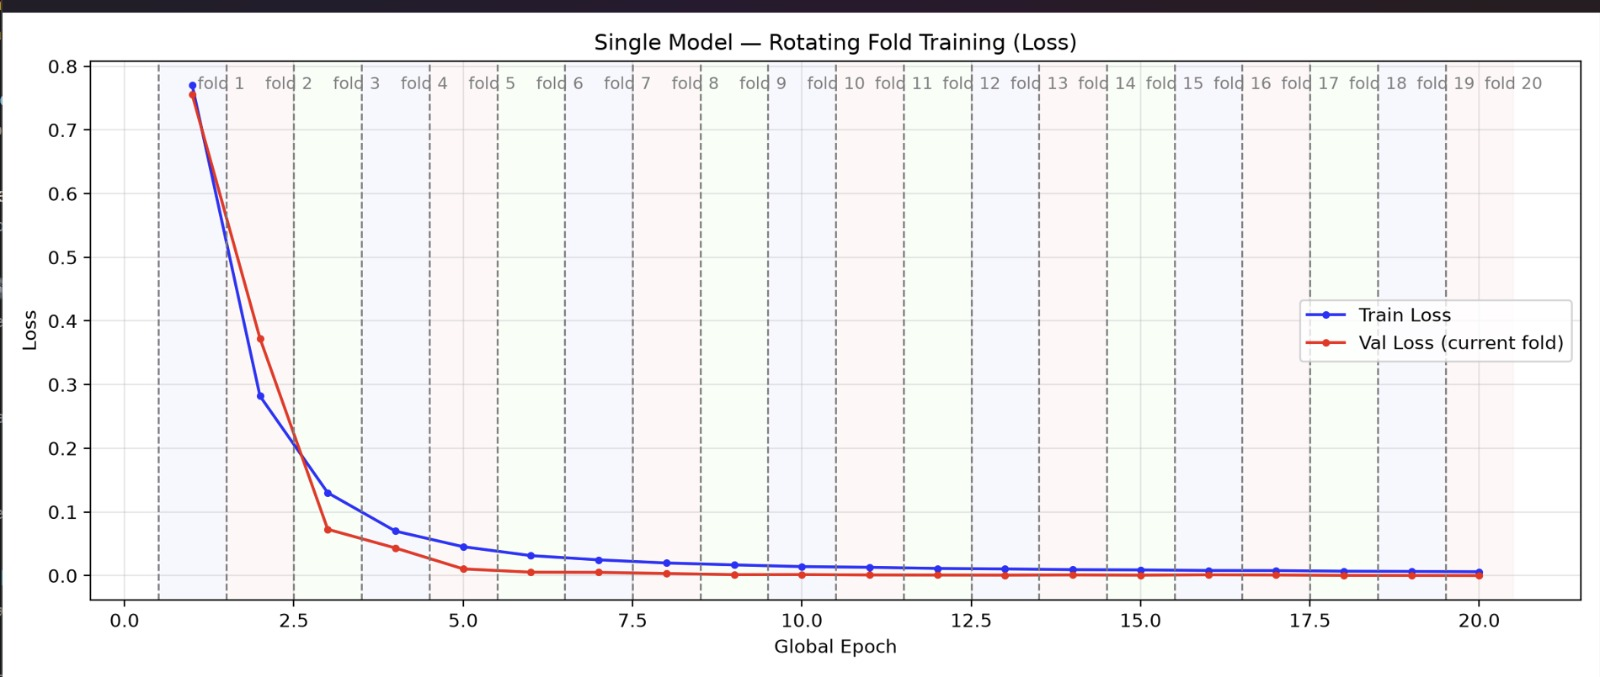 Single Model — Rotating Fold Training (Loss)
fold 1 fold 2 fold 3 fold 4 fold 5 fold 6 fold 7 fold 8 fold 9 fold 10 fold 11 fold 12 fold 13 fold 14 fold 15 fold 16 fold 17 fold 18 fold 19 fold 20
0.8
0.7
0.6
0.5
0.4
0.3
0.2
0.1
0.0
Loss
Train Loss
Val Loss (current fold)
0.0 2.5 5.0 7.5 10.0 12.5 15.0 17.5 20.0
Global Epoch